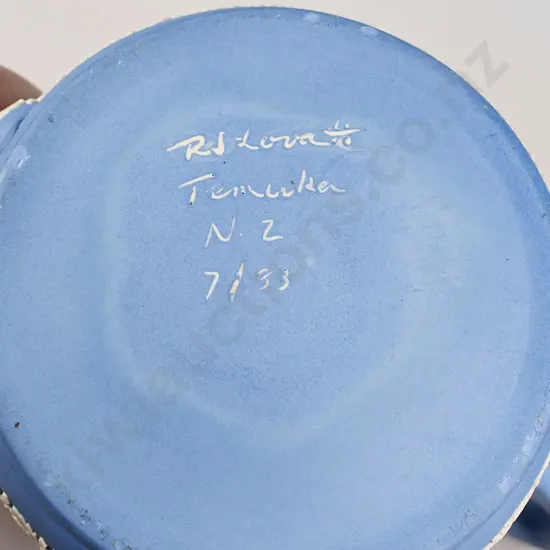 RJ Lovatt
Temuka
N. Z
7/33